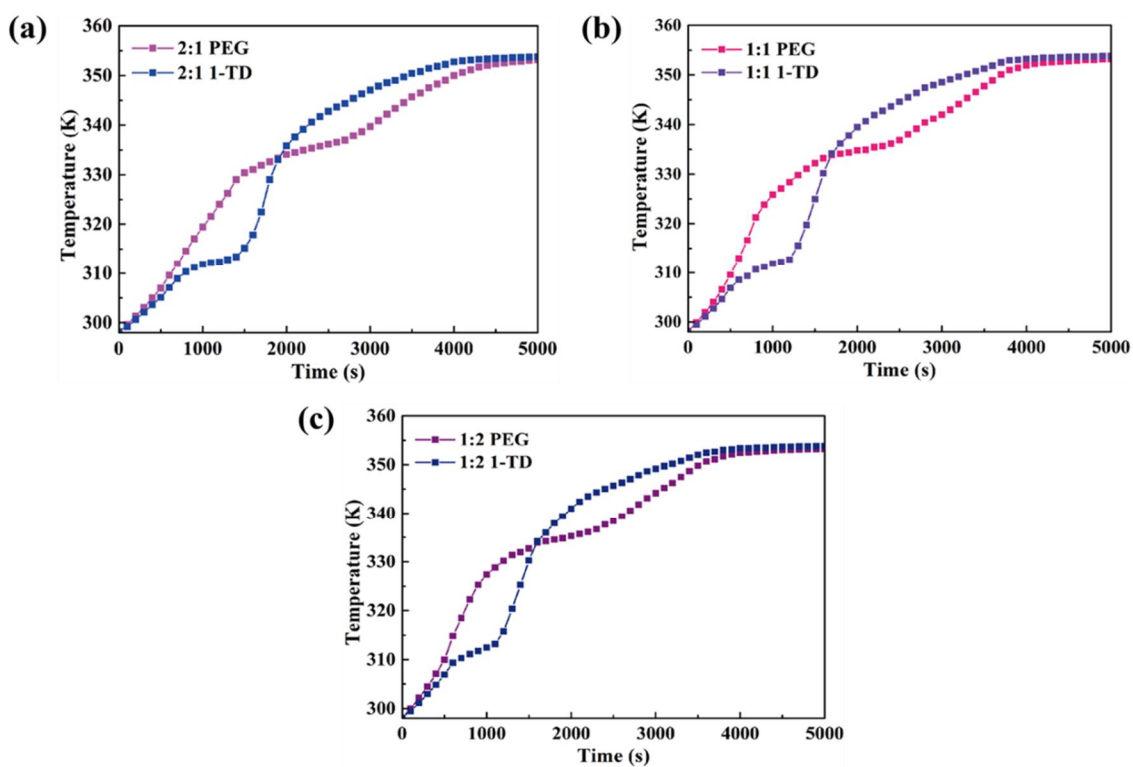 (a)
2:1 PEG
2:1 1-TD
Temperature (K)
360
350
340
330
320
310
300
0 1000 2000 3000 4000 5000
Time (s)
(b)
1:1 PEG
1:1 1-TD
Temperature (K)
360
350
340
330
320
310
300
0 1000 2000 3000 4000 5000
Time (s)
(c)
1:2 PEG
1:2 1-TD
Temperature (K)
360
350
340
330
320
310
300
0 1000 2000 3000 4000 5000
Time (s)